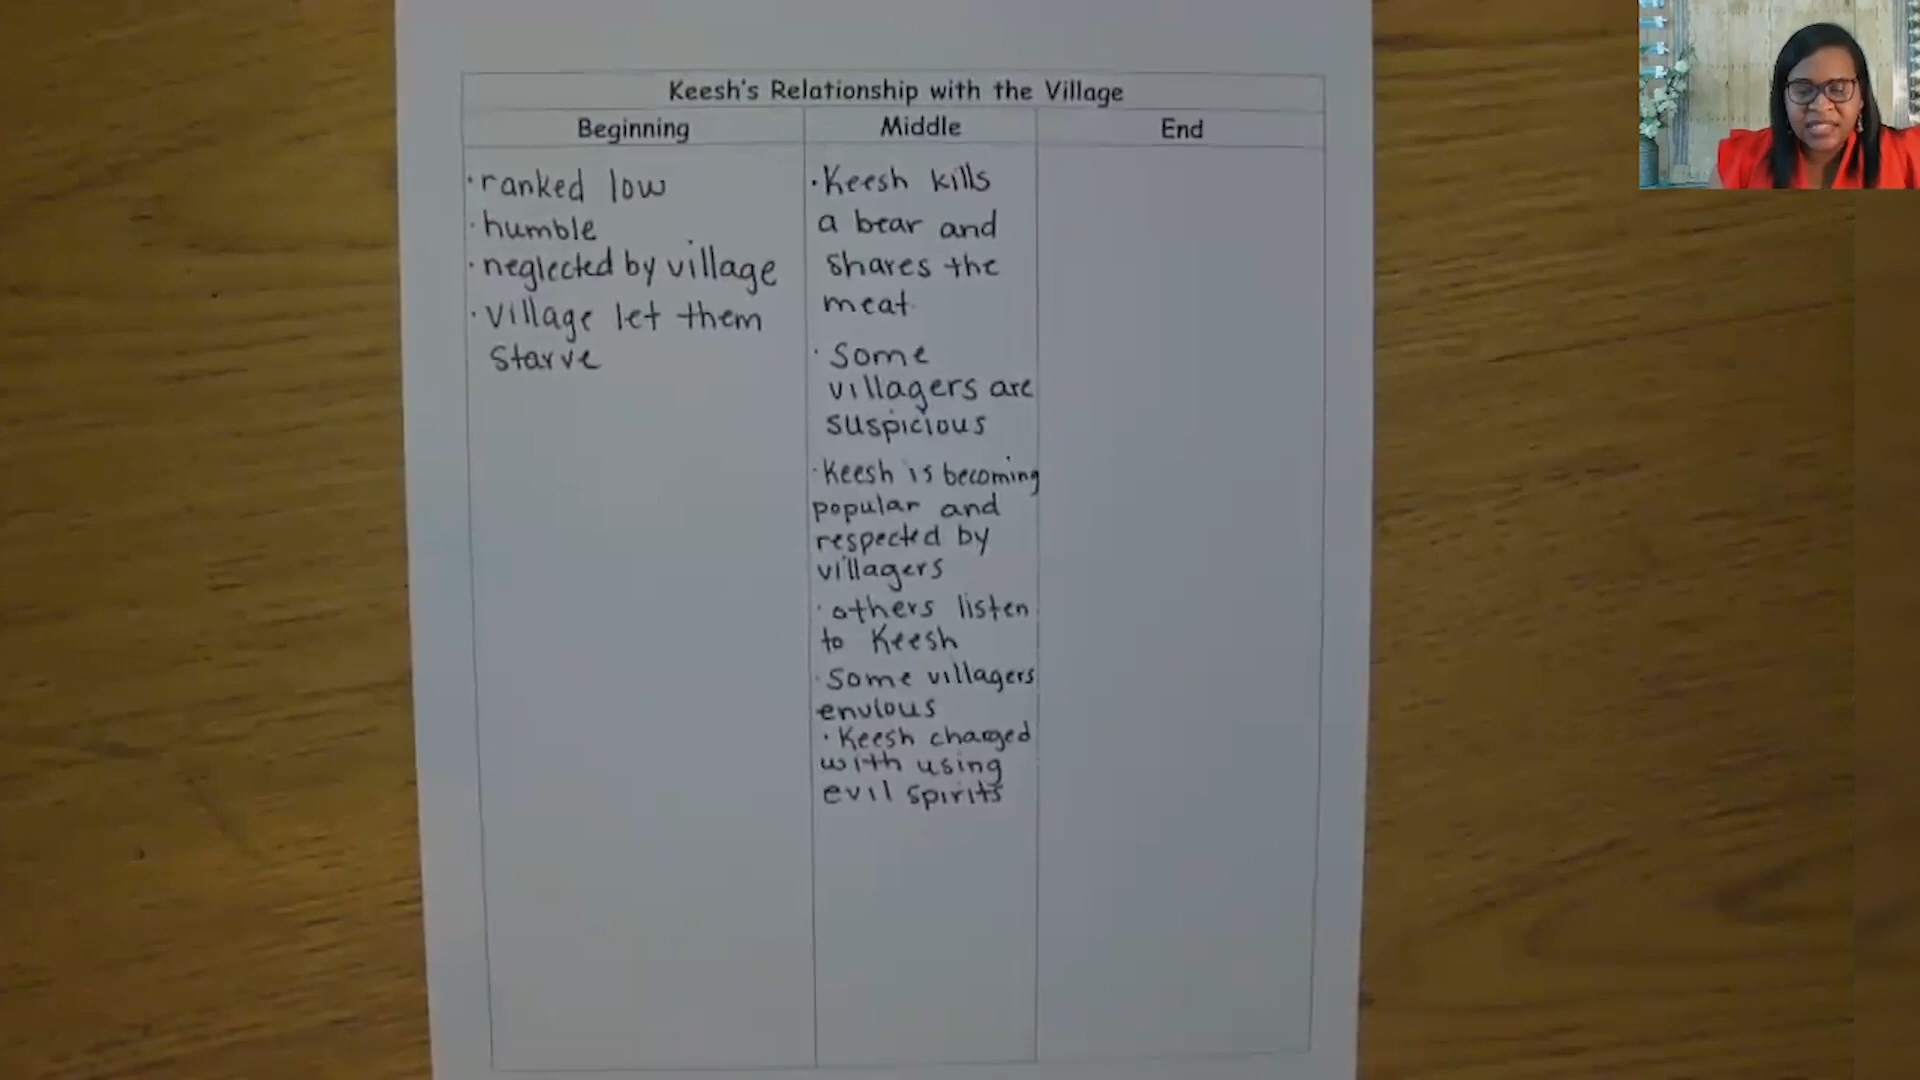 Keesh's Relationship with the Village
Beginning
Middle
End
·ranked low
·humble
·neglected by village
·village let them
starve
·Keesh kills
a bear and
shares the
meat.
·Some
villagers are
suspicious
·Keesh is becoming
popular and
respected by
villagers
·others listen
to Keesh
·Some villagers
envious
·Keesh charged
with using
evil spirits